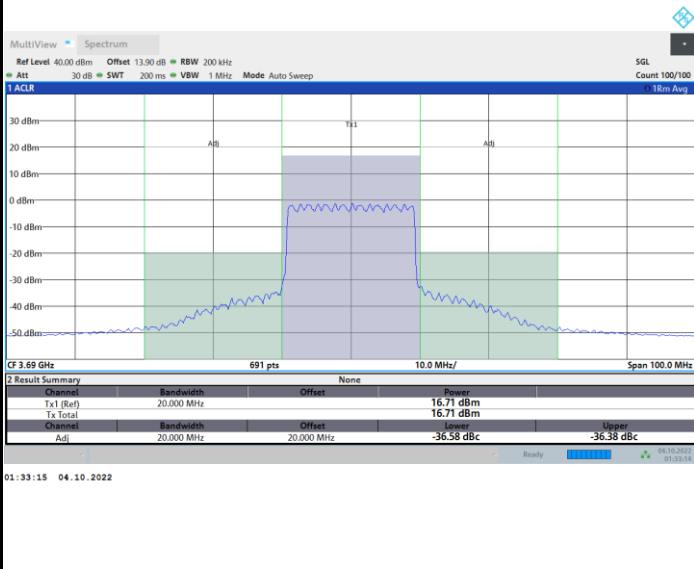 MultiView Spectrum
Ref Level 40.00 dBm Offset 13.90 dB RBW 200 kHz SGL
Att 30 dB SWT 200 ms VBW 1 MHz Mode Auto Sweep Count 100/100
1 ACLR 1Rm Avg
30 dBm
Tx1
20 dBm Adj Adj
10 dBm
0 dBm
-10 dBm
-20 dBm
-30 dBm
-40 dBm
-50 dBm
CF 3.69 GHz 691 pts 10.0 MHz/ Span 100.0 MHz
2 Result Summary None
Channel Bandwidth Offset Power
Tx1 (Ref) 20.000 MHz 16.71 dBm
Tx Total 16.71 dBm
Channel Bandwidth Offset Lower Upper
Adj 20.000 MHz 20.000 MHz -36.58 dBc -36.38 dBc
Ready 04.10.2022
01:33:14
01:33:15 04.10.2022